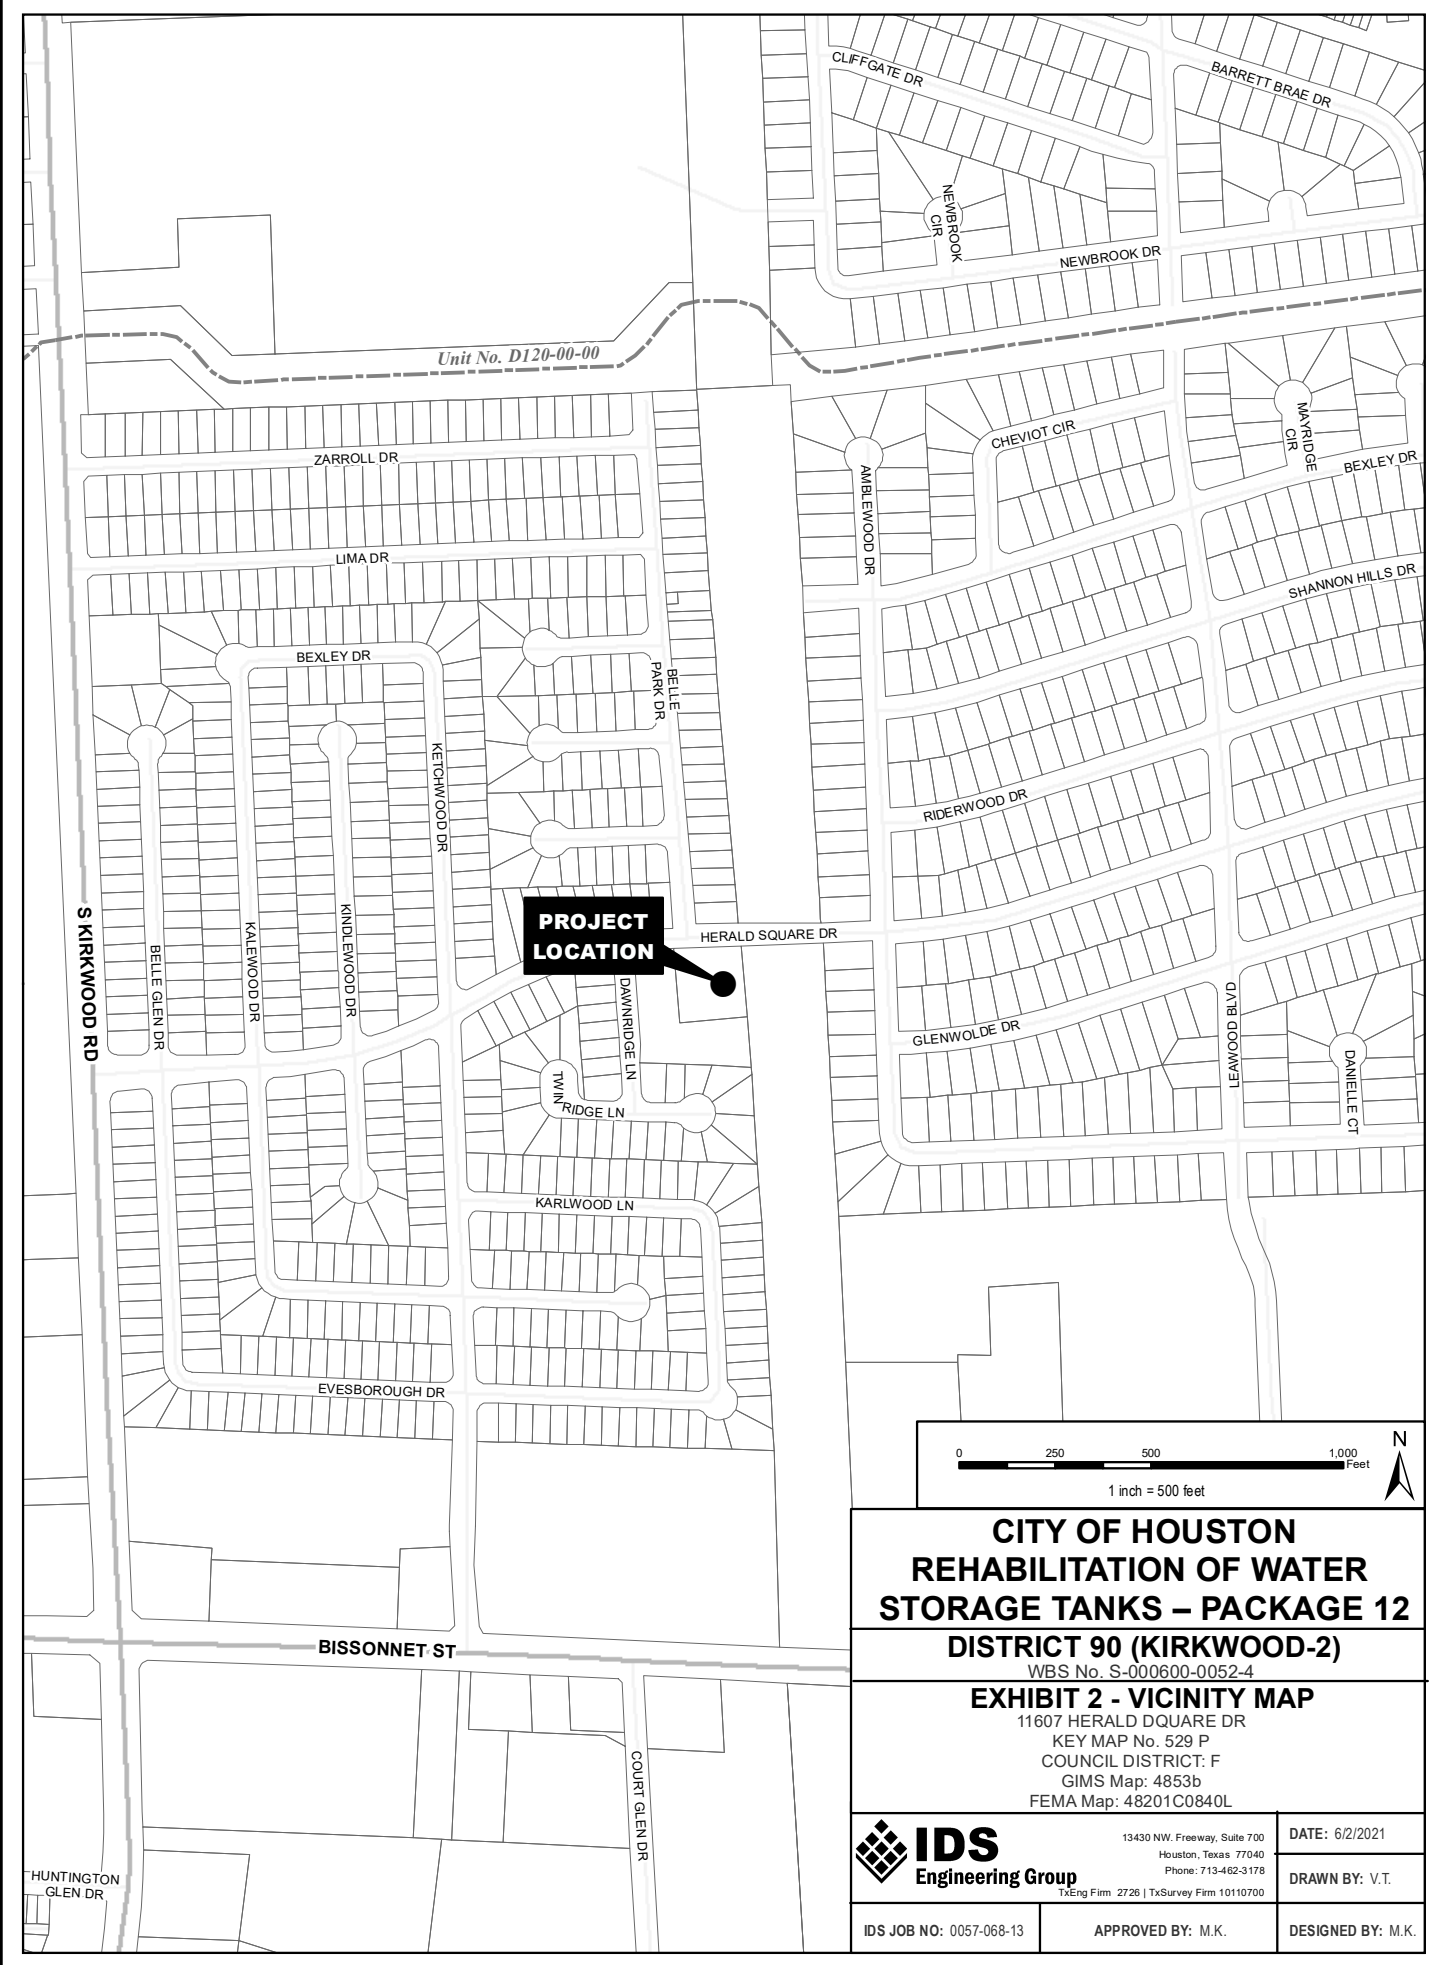 CLIFFGATE DR
BARRETT BRAE DR
NEWBROOK
CIR
NEWBROOK DR
Unit No. D120-00-00
ZARROLL DR
CHEVIOT CIR
MAYRIDGE
CIR
BEXLEY DR
AMBLEWOOD DR
LIMA DR
SHANNON HILLS DR
BEXLEY DR
BELLE
PARK DR
KETCHWOOD DR
RIDERWOOD DR
S KIRKWOOD RD
BELLE GLEN DR
KALEWOOD DR
KINDLEWOOD DR
PROJECT
LOCATION
HERALD SQUARE DR
DAWNRIDGE LN
GLENWOLDE DR
LEAWOOD BLVD
DANIELLE CT
TWIN
RIDGE LN
KARLWOOD LN
EVESBOROUGH DR
0 250 500 1,000
Feet
N
1 inch = 500 feet
BISSONNET ST
COURT GLEN DR
HUNTINGTON
GLEN DR
CITY OF HOUSTON
REHABILITATION OF WATER
STORAGE TANKS – PACKAGE 12
DISTRICT 90 (KIRKWOOD-2)
WBS No. S-000600-0052-4
EXHIBIT 2 - VICINITY MAP
11607 HERALD DQUARE DR
KEY MAP No. 529 P
COUNCIL DISTRICT: F
GIMS Map: 4853b
FEMA Map: 48201C0840L
IDS
Engineering Group
13430 NW. Freeway, Suite 700
Houston, Texas 77040
Phone: 713-462-3178
TxEng Firm 2726 | TxSurvey Firm 10110700
DATE: 6/2/2021
DRAWN BY: V.T.
IDS JOB NO: 0057-068-13
APPROVED BY: M.K.
DESIGNED BY: M.K.